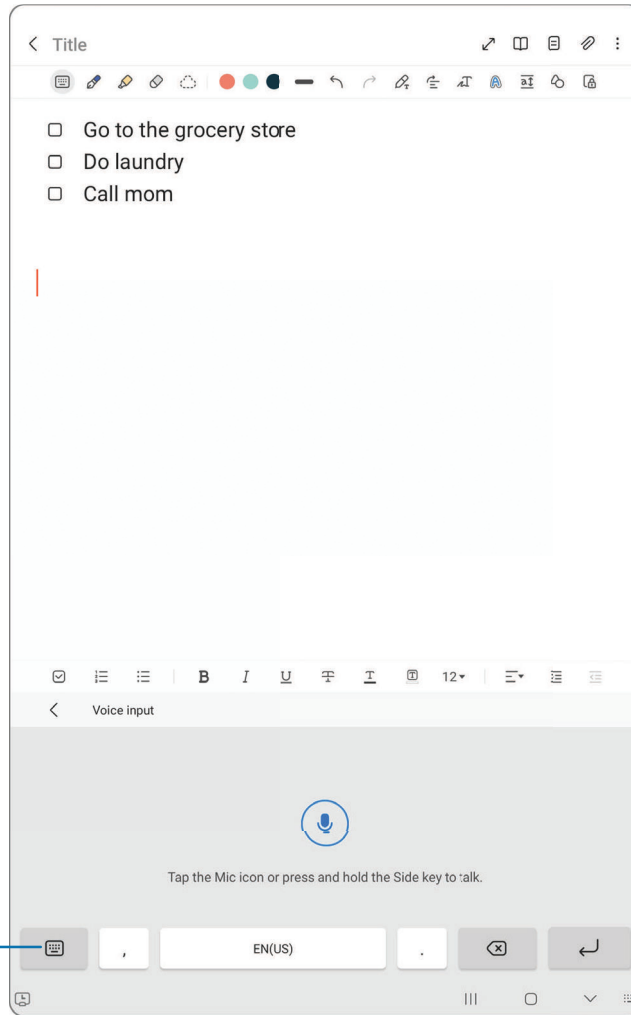 Title
Go to the grocery store
Do laundry
Call mom
B I U T T T 12
Voice input
Tap the Mic icon or press and hold the Side key to talk.
, EN(US) .